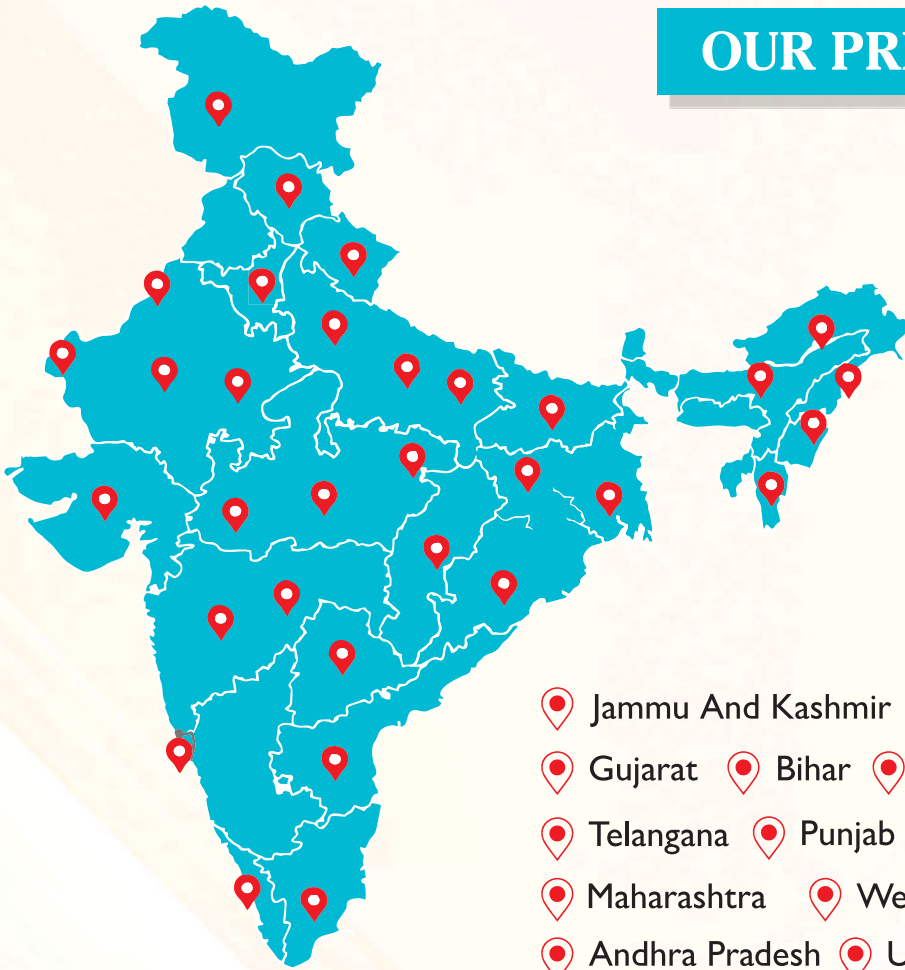 OUR PR
Jammu And Kashmir
Gujarat Bihar
Telangana Punjab
Maharashtra We
Andhra Pradesh U